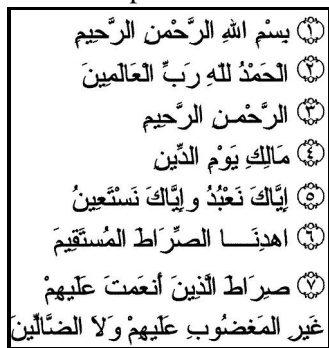 ﴿١﴾ بِسْمِ اللهِ الرَّحْمنِ الرَّحِيمِ
﴿٢﴾ الْحَمْدُ للّهِ رَبِّ الْعَالَمِينَ
﴿٣﴾ الرَّحْمـنِ الرَّحِيمِ
﴿٤﴾ مَالِكِ يَوْمِ الدِّينِ
﴿٥﴾ إِيَّاكَ نَعْبُدُ وإِيَّاكَ نَسْتَعِينُ
﴿٦﴾ اهدِنَــــا الصِّرَاطَ المُستَقِيمَ
﴿٧﴾ صِرَاطَ الَّذِينَ أَنعَمتَ عَلَيهِمْ
غَيرِ المَغضُوبِ عَلَيهِمْ وَلاَ الضَّالِّينَ